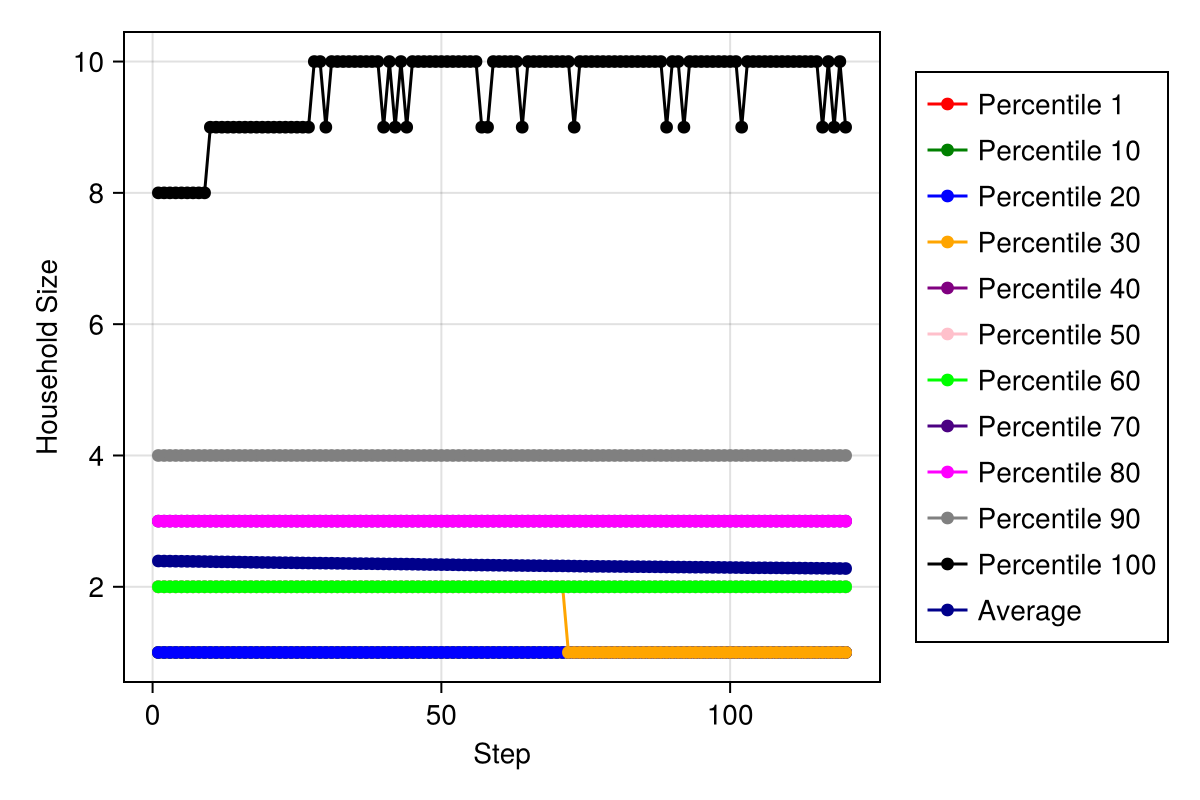 10
8
6
4
2
Household Size
0
50
100
Step
Percentile 1
Percentile 10
Percentile 20
Percentile 30
Percentile 40
Percentile 50
Percentile 60
Percentile 70
Percentile 80
Percentile 90
Percentile 100
Average